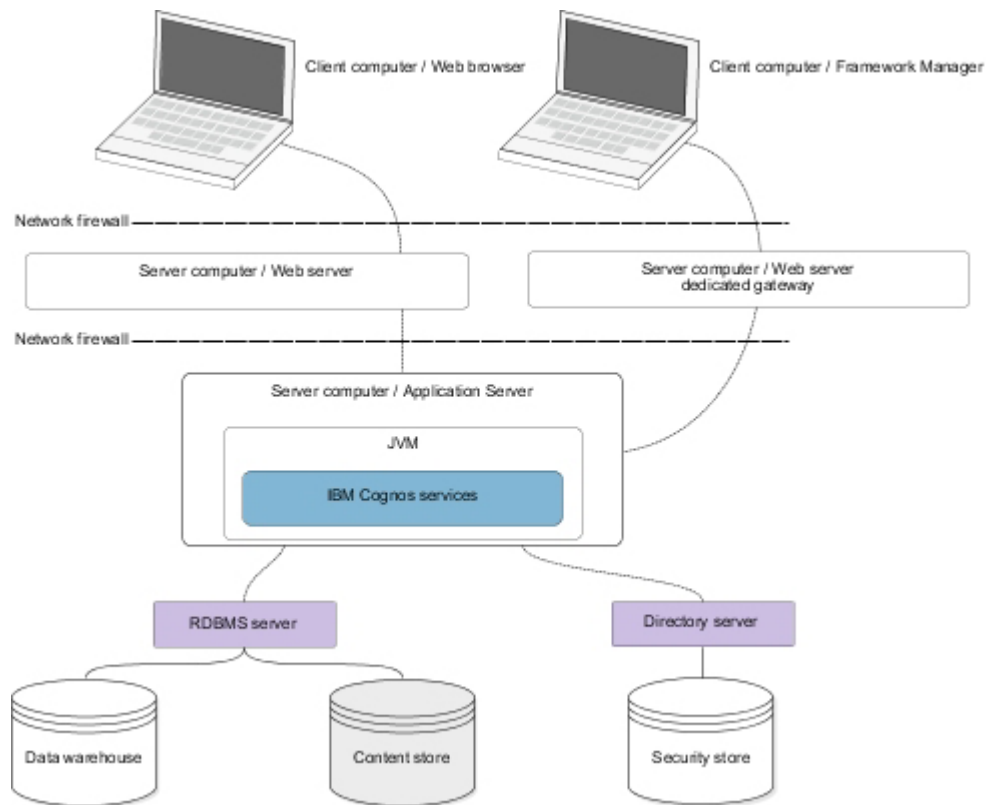 Client computer / Web browser
Client computer / Framework Manager
Network firewall
Server computer / Web server
Server computer / Web server
dedicated gateway
Network firewall
Server computer / Application Server
JVM
IBM Cognos services
RDBMS server
Directory server
Data warehouse
Content store
Security store